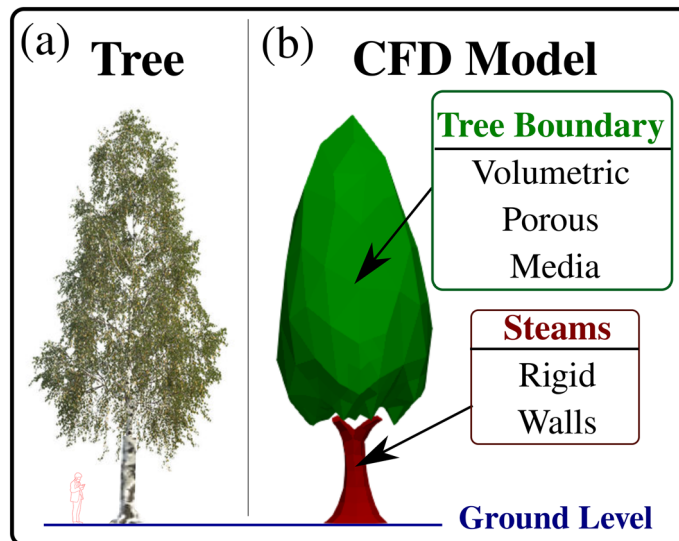 (a)
Tree
(b)
CFD Model
Tree Boundary
Volumetric
Porous
Media
Steams
Rigid
Walls
Ground Level